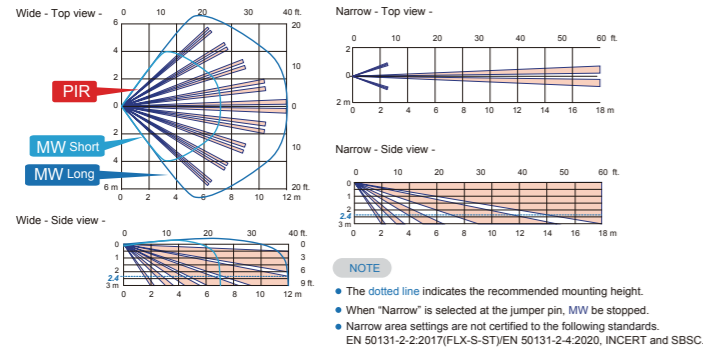 Wide - Top view -
0 10 20 30 40 ft.
6 20
4
2 10
PIR
0 0
2
MW Short
10
4
MW Long
6 m 20 ft.
0 2 4 6 8 10 12 m
Wide - Side view -
0 10 20 30 40 ft.
0 0
1 3
2 6
2.4
3 m 9 ft.
0 2 4 6 8 10 12 m
Narrow - Top view -
0 10 20 30 40 50 60 ft.
2
0
2 m
0 2 4 6 8 10 12 14 16 18 m
Narrow - Side view -
0 10 20 30 40 50 60 ft.
0
1
2
2.4
3 m
0 2 4 6 8 10 12 14 16 18 m
NOTE
● The dotted line indicates the recommended mounting height.
● When “Narrow” is selected at the jumper pin, MW be stopped.
● Narrow area settings are not certified to the following standards.
EN 50131-2-2:2017(FLX-S-ST)/EN 50131-2-4:2020, INCERT and SBSC.